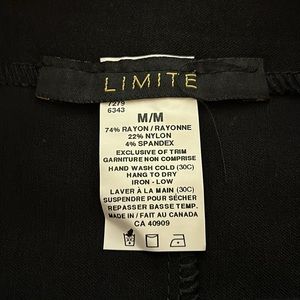 LIMITE
7279
6343
M/M
74% RAYON / RAYONNE
22% NYLON
4% SPANDEX
EXCLUSIVE OF TRIM
GARNITURE NON COMPRISE
HAND WASH COLD (30C)
HANG TO DRY
IRON - LOW
LAVER À LA MAIN (30C)
SUSPENDRE POUR SÉCHER
REPASSER BASSE TEMP.
MADE IN / FAIT AU CANADA
CA 40909